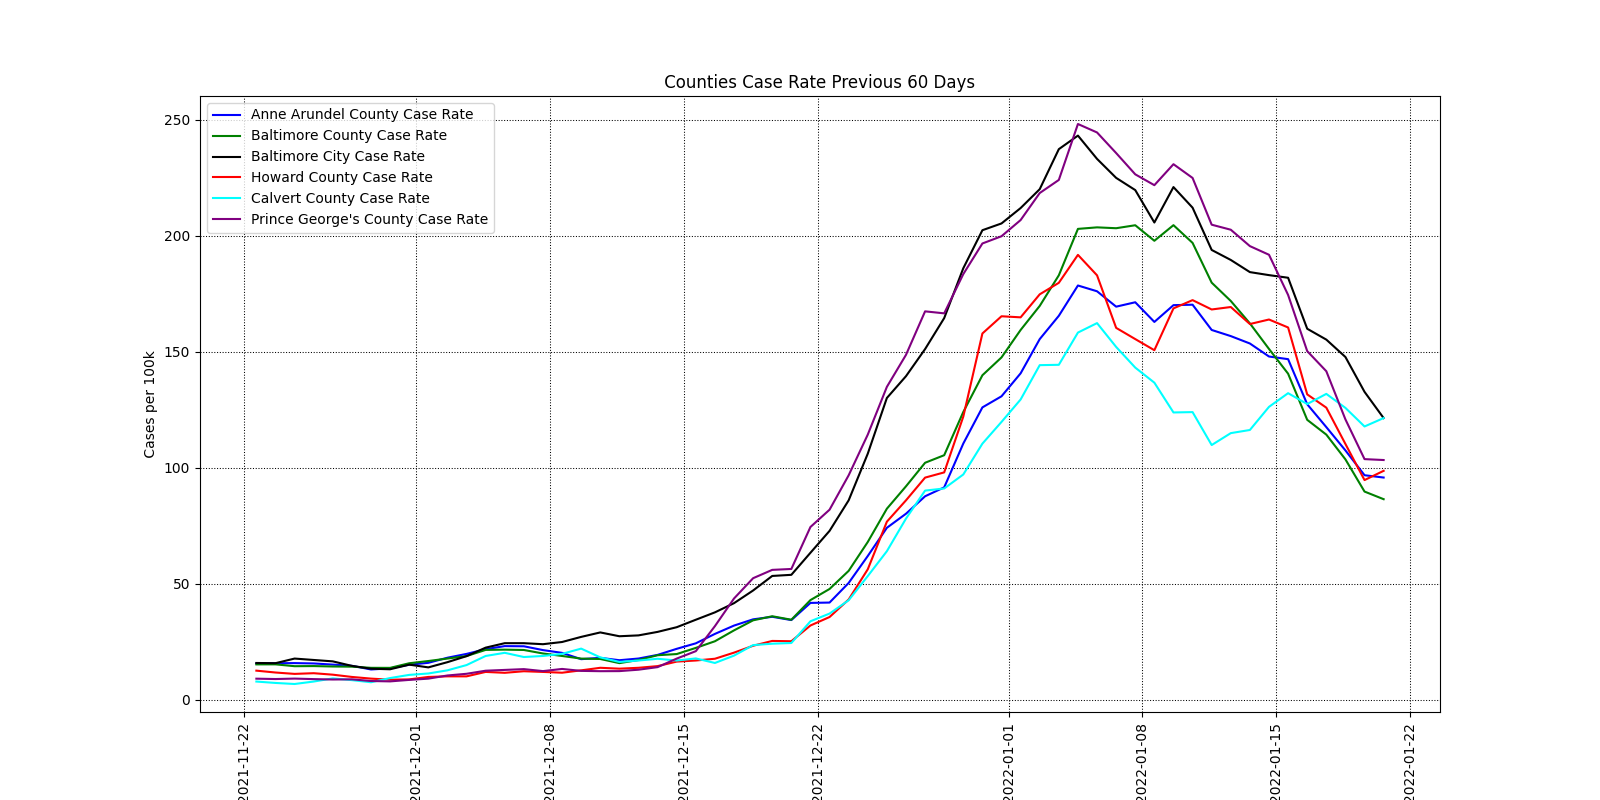 Counties Case Rate Previous 60 Days
Anne Arundel County Case Rate
Baltimore County Case Rate
Baltimore City Case Rate
Howard County Case Rate
Calvert County Case Rate
Prince George's County Case Rate
Cases per 100k
250
200
150
100
50
0
2021-11-22
2021-12-01
2021-12-08
2021-12-15
2021-12-22
2022-01-01
2022-01-08
2022-01-15
2022-01-22